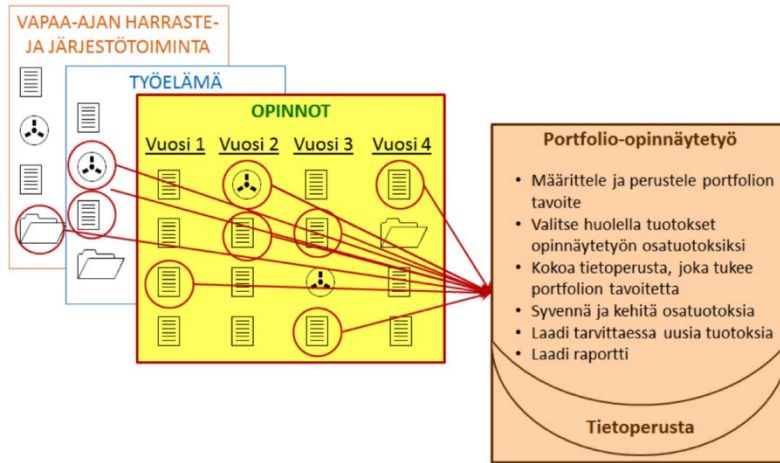 VAPAA-AJAN HARRASTE-
JA JÄRJESTÖTOIMINTA
TYÖELÄMÄ
OPINNOT
Vuosi 1 Vuosi 2 Vuosi 3 Vuosi 4
Portfolio-opinnäytetyö
• Määrittele ja perustele portfolion
tavoite
• Valitse huolella tuotokset
opinnäytetyön osatuotoksiksi
• Kokoa tietoperusta, joka tukee
portfolion tavoitetta
• Syvennä ja kehitä osatuotoksia
• Laadi tarvittaessa uusia tuotoksia
• Laadi raportti
Tietoperusta